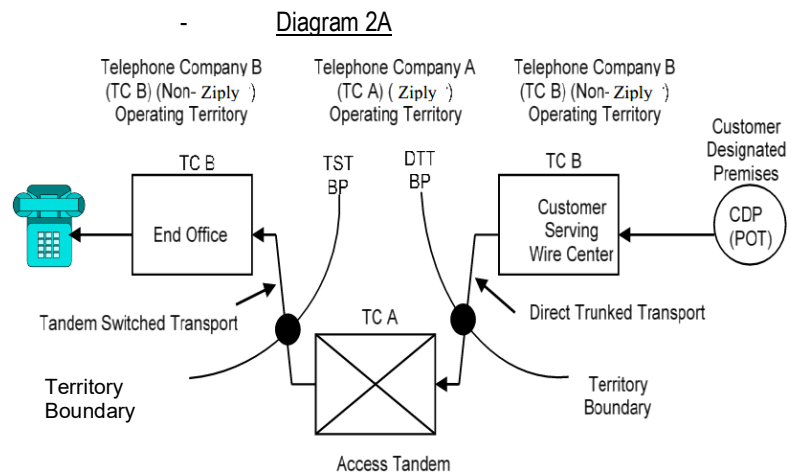 - Diagram 2A
Telephone Company B
(TC B) (Non- Ziply )
Operating Territory
Telephone Company A
(TC A) ( Ziply )
Operating Territory
Telephone Company B
(TC B) (Non- Ziply )
Operating Territory
Customer
Designated
Premises
TC B
TST
BP
DTT
BP
TC B
End Office
Customer
Serving
Wire Center
CDP
(POT)
Tandem Switched Transport
TC A
Direct Trunked Transport
Territory
Boundary
Territory
Boundary
Access Tandem